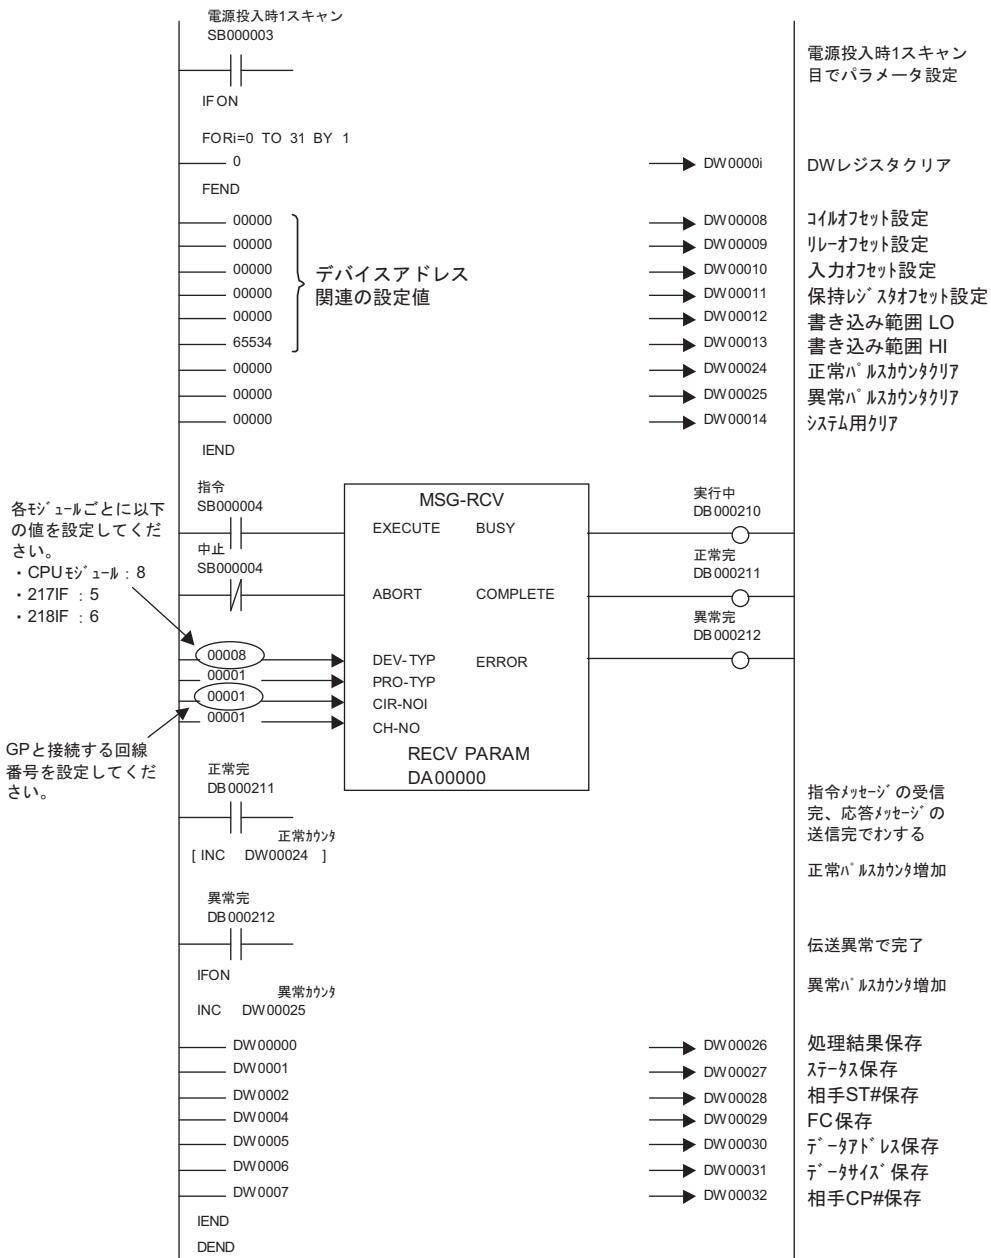 電源投入時1スキャン
SB000003
電源投入時1スキャン
目でパラメータ設定
IFON
FORi=0 TO 31 BY 1
0 DW0000i DWレジスタクリア
FEND
00000 DW00008 ｺｲﾙｵﾌｾｯﾄ設定
00000 DW00009 ﾘﾚｰｵﾌｾｯﾄ設定
00000 DW00010 入力ｵﾌｾｯﾄ設定
デバイスアドレス
関連の設定値
00000 DW00011 保持ﾚｼﾞｽﾀｵﾌｾｯﾄ設定
00000 DW00012 書き込み範囲 LO
65534 DW00013 書き込み範囲 HI
00000 DW00024 正常ﾊﾟﾙｽｶｳﾝﾀｸﾘｱ
00000 DW00025 異常ﾊﾟﾙｽｶｳﾝﾀｸﾘｱ
00000 DW00014 ｼｽﾃﾑ用ｸﾘｱ
IEND
各ﾓｼﾞｭｰﾙごとに以下
の値を設定してくだ
さい。
・CPUﾓｼﾞｭｰﾙ：8
・217IF ：5
・218IF ：6
指令
SB000004
中止
SB000004
MSG-RCV
EXECUTE BUSY
ABORT COMPLETE
DEV-TYP ERROR
PRO-TYP
CIR-NOI
CH-NO
RECV PARAM
DA00000
実行中
DB000210
正常完
DB000211
異常完
DB000212
00008
00001
00001
00001
GPと接続する回線
番号を設定してくだ
さい。
正常完
DB000211
指令ﾒｯｾｰｼﾞの受信
完、応答ﾒｯｾｰｼﾞの
送信完でｵﾝする
正常ｶｳﾝﾀ
[ INC DW00024 ]
正常ﾊﾟﾙｽｶｳﾝﾀ増加
異常完
DB000212
伝送異常で完了
IFON
異常ｶｳﾝﾀ
INC DW00025
異常ﾊﾟﾙｽｶｳﾝﾀ増加
DW00000 DW00026 処理結果保存
DW0001 DW00027 ｽﾃｰﾀｽ保存
DW0002 DW00028 相手ST#保存
DW0004 DW00029 FC保存
DW0005 DW00030 ﾃﾞｰﾀｱﾄﾞﾚｽ保存
DW0006 DW00031 ﾃﾞｰﾀｻｲｽﾞ保存
DW0007 DW00032 相手CP#保存
IEND
DEND